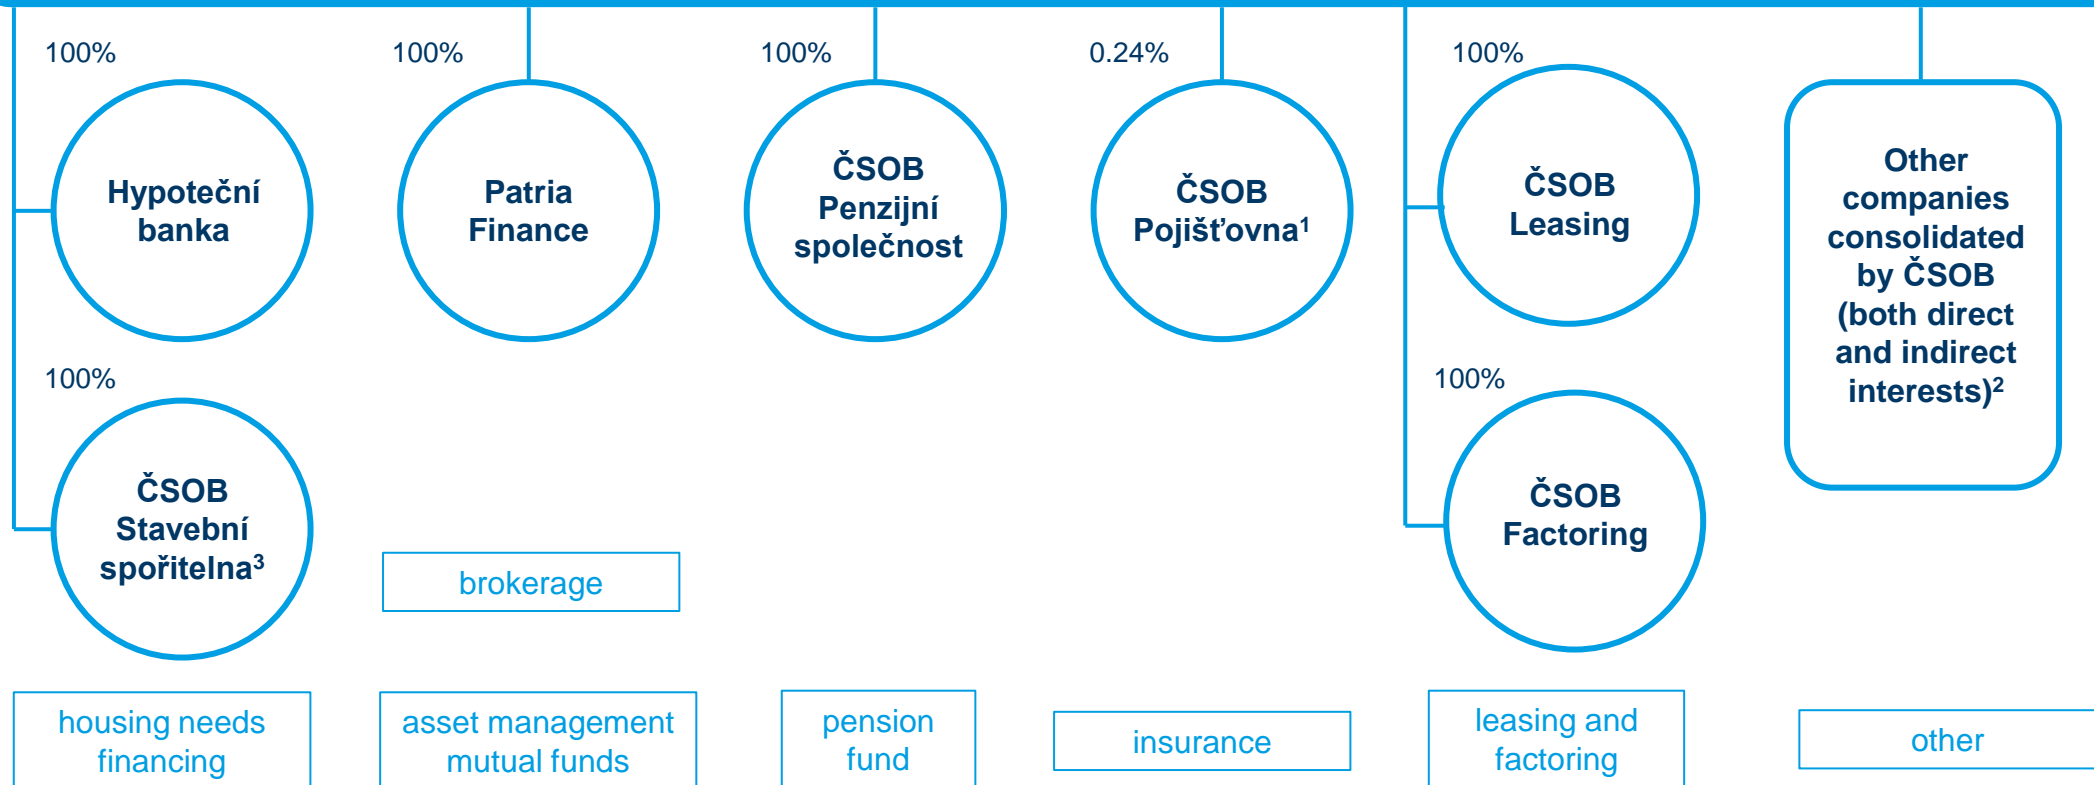 100%
Hypoteční
banka
100%
Patria
Finance
100%
ČSOB
Penzijní
společnost
0.24%
ČSOB
Pojišťovna¹
100%
ČSOB
Leasing
Other
companies
consolidated
by ČSOB
(both direct
and indirect
interests)²
100%
ČSOB
Stavební
spořitelna³
100%
ČSOB
Factoring
brokerage
housing needs
financing
asset management
mutual funds
pension
fund
insurance
leasing and
factoring
other